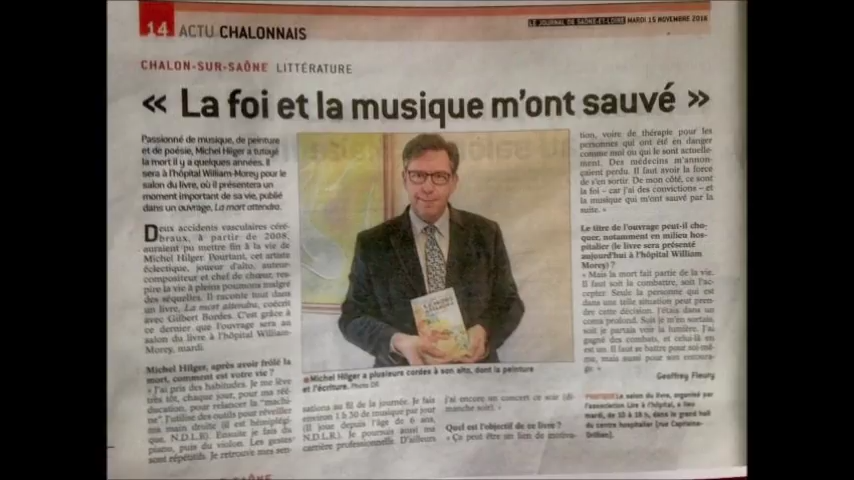 14 ACTU CHALONNAIS
LE JOURNAL DE SAÔNE-ET-LOIRE MARDI 15 NOVEMBRE 2016
CHALON-SUR-SAÔNE LITTÉRATURE
« La foi et la musique m'ont sauvé »
Passionné de musique, de peinture
et de poésie, Michel Hilger a frôlé
la mort il y a quelques années. Il
sera à l'hôpital William-Morey pour le
salon du livre, où il présentera un
moment important de sa vie, publié
dans un ouvrage, La mort attendra.
Deux accidents vasculaires céré-
braux, à partir de 2008,
auraient pu mettre fin à la vie de
Michel Hilger. Pourtant, cet artiste
éclectique, joueur d'alto, auteur-
compositeur et chef de chœur, res-
pire la vie à pleins poumons malgré
des séquelles. Il raconte tout dans
un livre, La mort attendra, coécrit
avec Gilbert Bordes. C'est grâce à
ce dernier que l'ouvrage sera au
salon du livre à l'hôpital William-
Morey, mardi.
Michel Hilger, après avoir frôlé la
mort, comment est votre vie ?
« J'ai pris des habitudes. Je me lève
très tôt, chaque jour, pour ma réé-
ducation, pour relancer la "machi-
ne". J'utilise des outils pour réveiller
ma main droite (il est hémiplégi-
que, N.D.L.R). Ensuite je fais du
piano, puis du violon. Les gestes
sont répétitifs. Je retrouve mes sen-
LA MORT
ATTENDRA
Michel Hilger a plusieurs cordes à son alto, dont la peinture
et l'écriture. Photo DR
sations au fil de la journée. Je fais
environ 1 h 30 de musique par jour
(il joue depuis l'âge de 6 ans,
N.D.L.R.). Je poursuis aussi ma
carrière professionnelle. D'ailleurs
j'ai encore un concert ce soir (di-
manche soir). »
Quel est l'objectif de ce livre ?
« Ça peut être un lien de motiva-
tion, voire de thérapie pour les
personnes qui ont été en danger
comme moi ou qui le sont actuelle-
ment. Des médecins m'annon-
çaient perdu. Il faut avoir la force
de s'en sortir. De mon côté, ce sont
la foi – car j'ai des convictions – et
la musique qui m'ont sauvé par la
suite. »
Le titre de l'ouvrage peut-il cho-
quer, notamment en milieu hos-
pitalier (le livre sera présenté
aujourd'hui à l'hôpital William
Morey) ?
« Mais la mort fait partie de la vie.
Il faut soit la combattre, soit l'ac-
cepter. Seule la personne qui est
dans une telle situation peut pren-
dre cette décision. J'étais dans un
coma profond. Soit je m'en sortais,
soit je partais voir la lumière. J'ai
gagné des combats, et celui-là en
est un. Il faut se battre pour soi-mê-
me, mais aussi pour son entoura-
ge. »
Geoffrey Fleury
PRATIQUE Le salon du livre, organisé par
l'association Lire à l'hôpital, a lieu
mardi, de 10 à 18 h, dans le grand hall
du centre hospitalier (rue Capitaine-
Drillien).